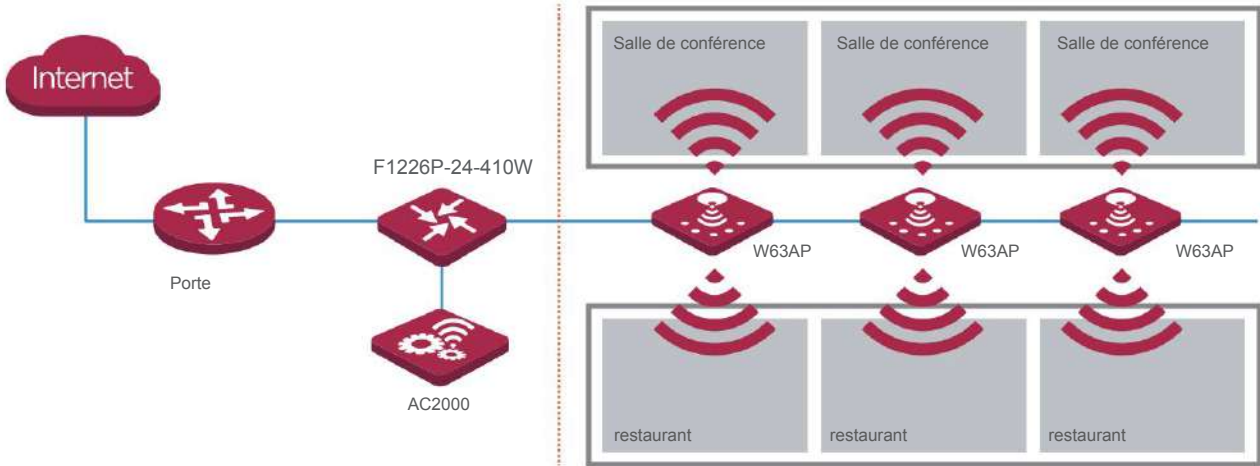 Internet
Porte
F1226P-24-410W
AC2000
Salle de conférence
Salle de conférence
Salle de conférence
W63AP
W63AP
W63AP
restaurant
restaurant
restaurant